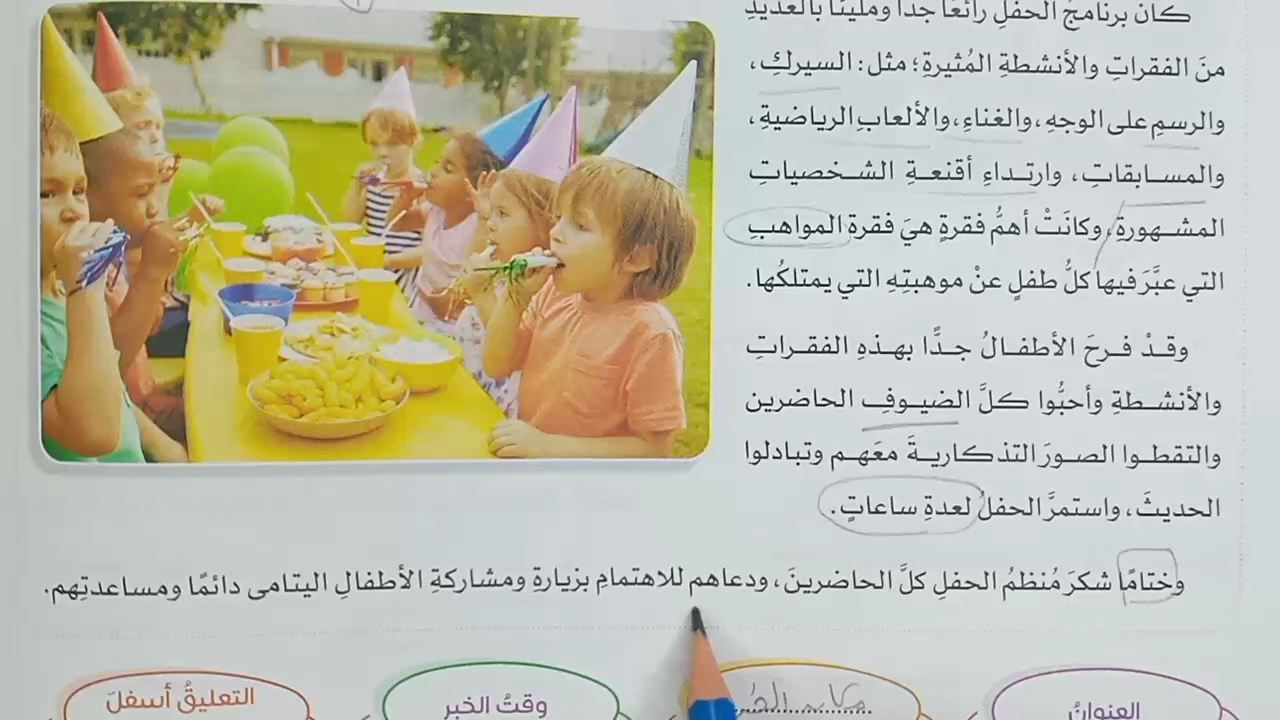 كانَ برنامجُ الحفلِ رائعًا جدًّا ومليئًا بالعديدِ
منَ الفقراتِ والأنشطةِ المُثيرةِ؛ مثل: السيركِ،
والرسمِ على الوجهِ، والغناءِ، والألعابِ الرياضيةِ،
والمسابقاتِ، وارتداءِ أقنعةِ الشخصياتِ
المشهورةِ، وكانَتْ أهمُّ فقرةٍ هيَ فقرة المواهبِ
التي عبَّرَ فيها كلُّ طفلٍ عنْ موهبتِهِ التي يمتلكُها.
وقدْ فرحَ الأطفالُ جدًّا بهذهِ الفقراتِ
والأنشطةِ وأحبُّوا كلَّ الضيوفِ الحاضرين
والتقطوا الصورَ التذكاريةَ معَهم وتبادلوا
الحديثَ، واستمرَّ الحفلُ لعدةِ ساعاتٍ.
وختامًا شكرَ مُنظمُ الحفلِ كلَّ الحاضرينَ، ودعاهم للاهتمامِ بزيارةِ ومشاركةِ الأطفالِ اليتامى دائمًا ومساعدتِهم.
العنوانُ
وقتُ الخبر
التعليقُ أسفلَ